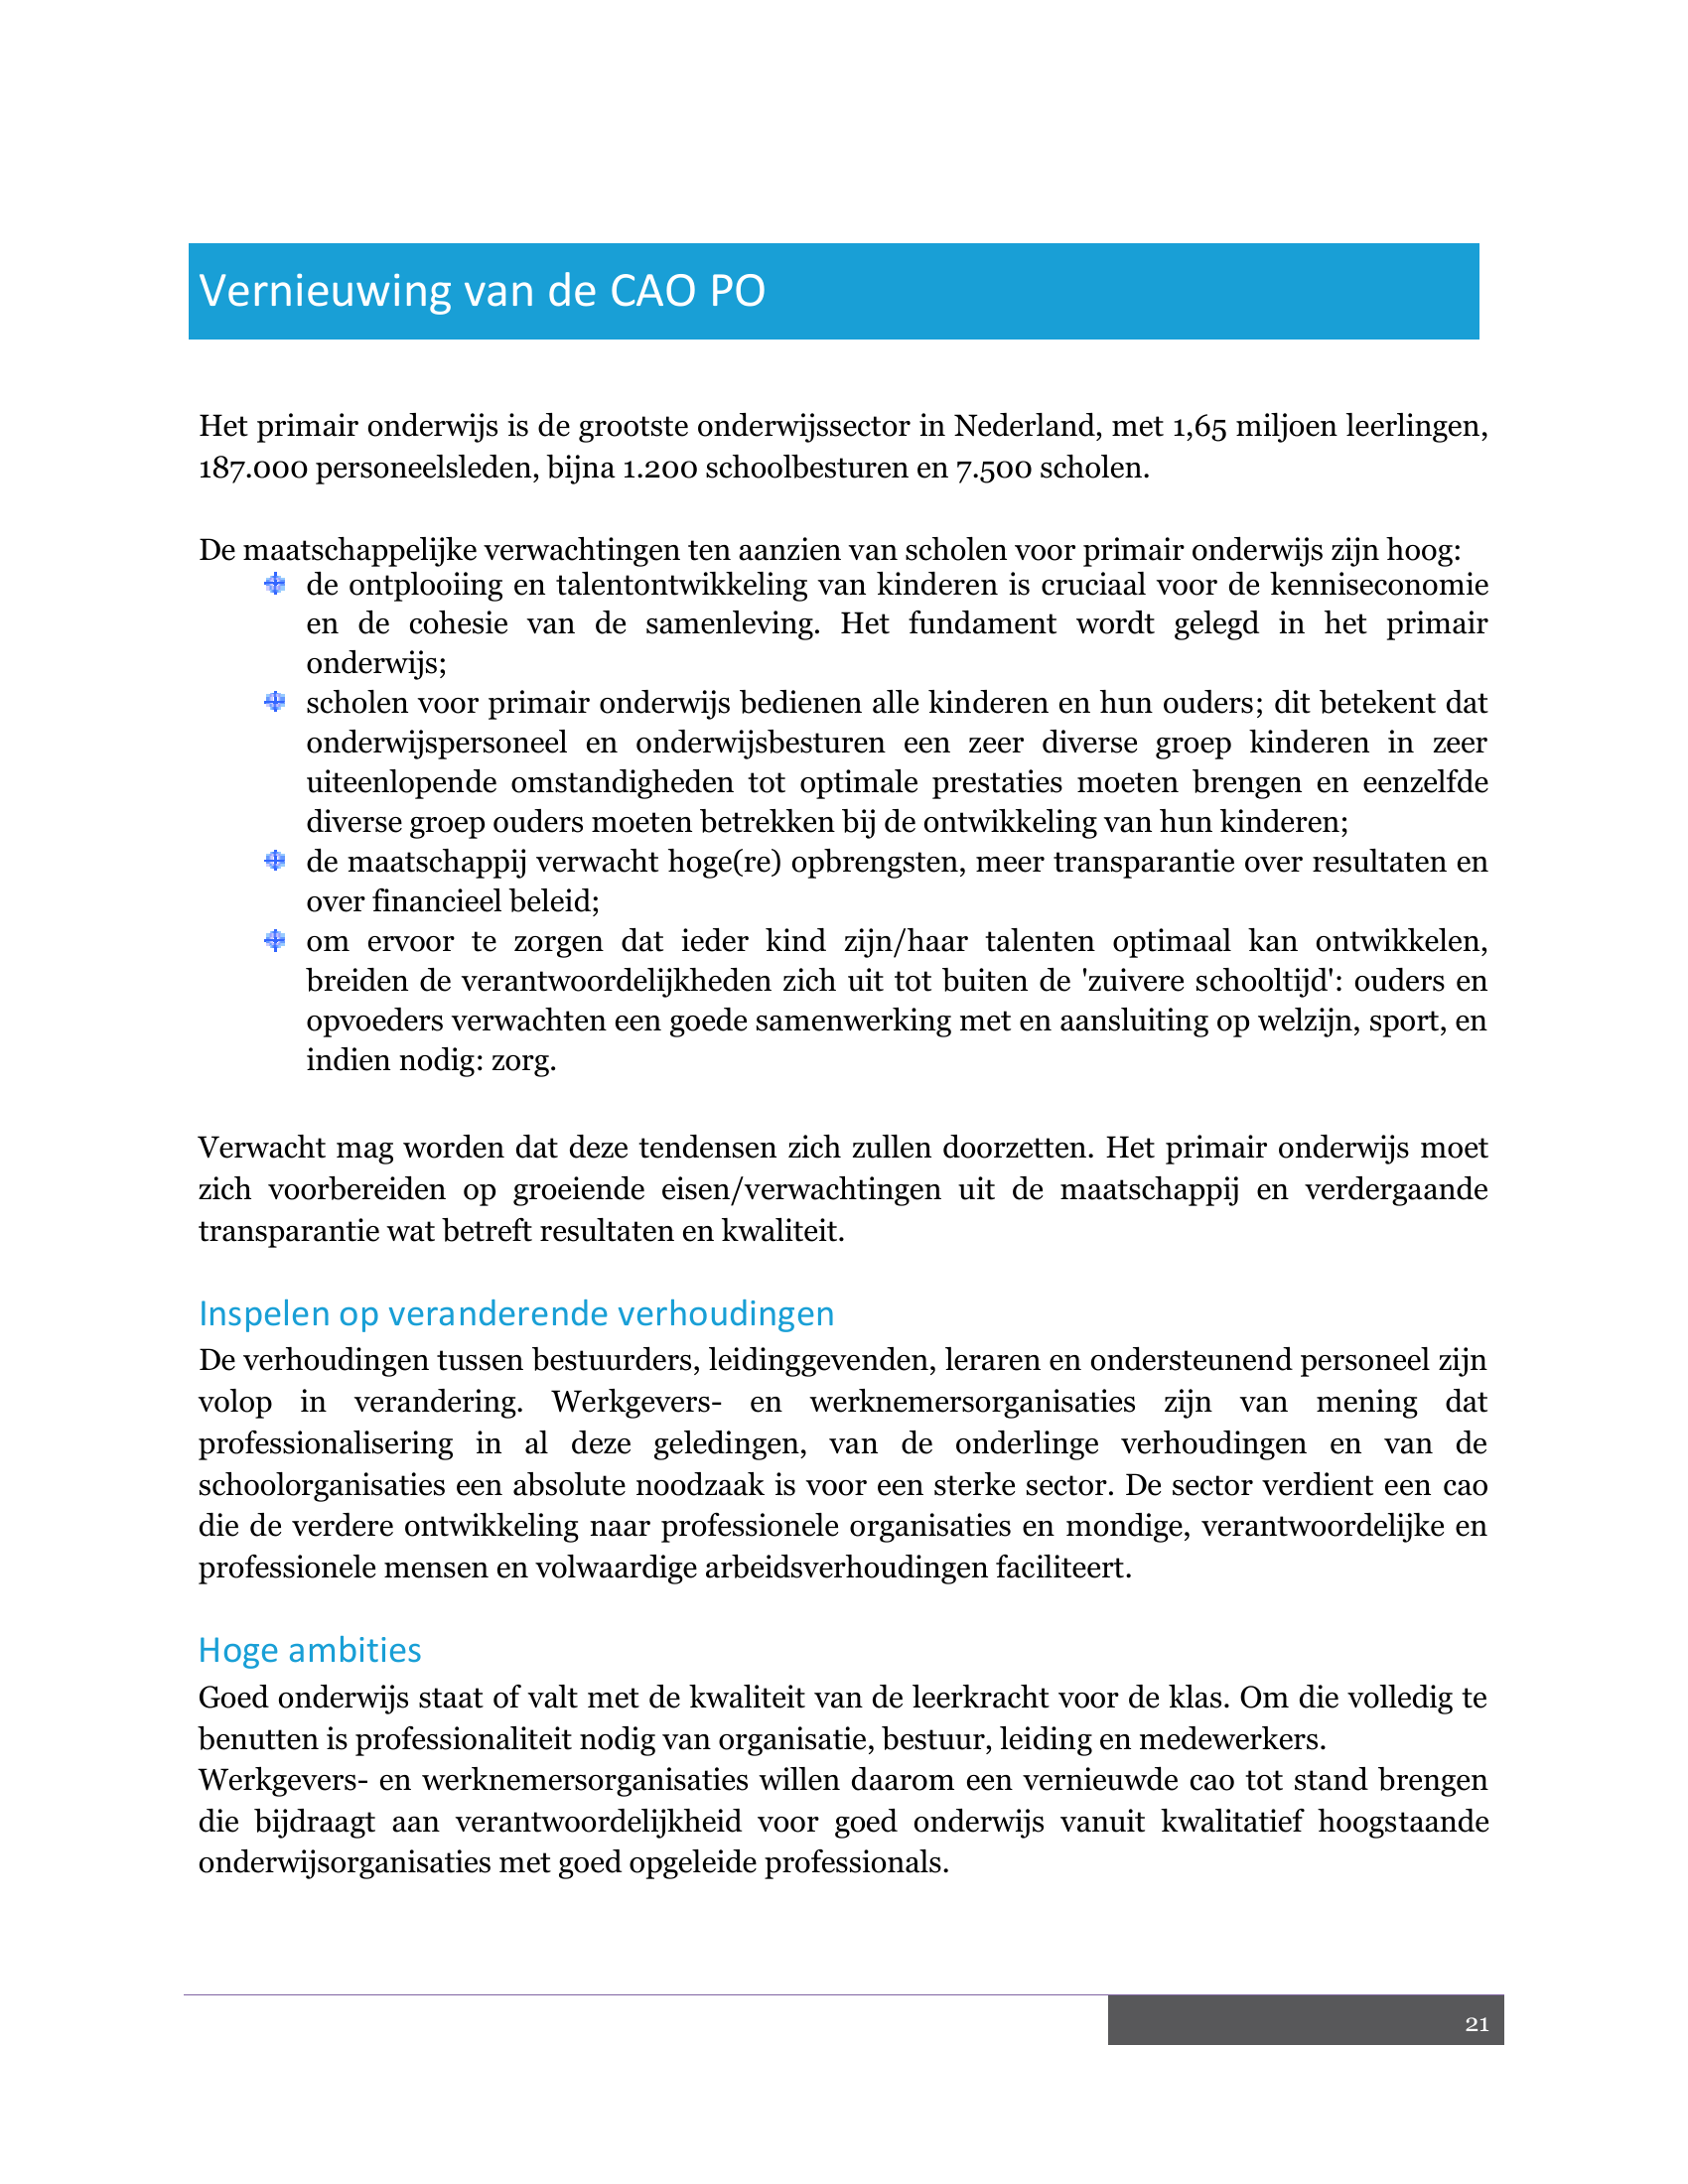 Vernieuwing van de CAO PO
Het primair onderwijs is de grootste onderwijssector in Nederland, met 1,65 miljoen leerlingen,
187.000 personeelsleden, bijna 1.200 schoolbesturen en 7.500 scholen.
De maatschappelijke verwachtingen ten aanzien van scholen voor primair onderwijs zijn hoog:
de ontplooiing en talentontwikkeling van kinderen is cruciaal voor de kenniseconomie
en de cohesie van de samenleving. Het fundament wordt gelegd in het primair
onderwijs;
scholen voor primair onderwijs bedienen alle kinderen en hun ouders; dit betekent dat
onderwijspersoneel en onderwijsbesturen een zeer diverse groep kinderen in zeer
uiteenlopende omstandigheden tot optimale prestaties moeten brengen en eenzelfde
diverse groep ouders moeten betrekken bij de ontwikkeling van hun kinderen;
de maatschappij verwacht hoge(re) opbrengsten, meer transparantie over resultaten en
over financieel beleid;
om ervoor te zorgen dat ieder kind zijn/haar talenten optimaal kan ontwikkelen,
breiden de verantwoordelijkheden zich uit tot buiten de 'zuivere schooltijd': ouders en
opvoeders verwachten een goede samenwerking met en aansluiting op welzijn, sport, en
indien nodig: zorg.
Verwacht mag worden dat deze tendensen zich zullen doorzetten. Het primair onderwijs moet
zich voorbereiden op groeiende eisen/verwachtingen uit de maatschappij en verdergaande
transparantie wat betreft resultaten en kwaliteit.
Inspelen op veranderende verhoudingen
De verhoudingen tussen bestuurders, leidinggevenden, leraren en ondersteunend personeel zijn
volop in verandering. Werkgevers- en werknemersorganisaties zijn van mening dat
professionalisering in al deze geledingen, van de onderlinge verhoudingen en van de
schoolorganisaties een absolute noodzaak is voor een sterke sector. De sector verdient een cao
die de verdere ontwikkeling naar professionele organisaties en mondige, verantwoordelijke en
professionele mensen en volwaardige arbeidsverhoudingen faciliteert.
Hoge ambities
Goed onderwijs staat of valt met de kwaliteit van de leerkracht voor de klas. Om die volledig te
benutten is professionaliteit nodig van organisatie, bestuur, leiding en medewerkers.
Werkgevers- en werknemersorganisaties willen daarom een vernieuwde cao tot stand brengen
die bijdraagt aan verantwoordelijkheid voor goed onderwijs vanuit kwalitatief hoogstaande
onderwijsorganisaties met goed opgeleide professionals.
21